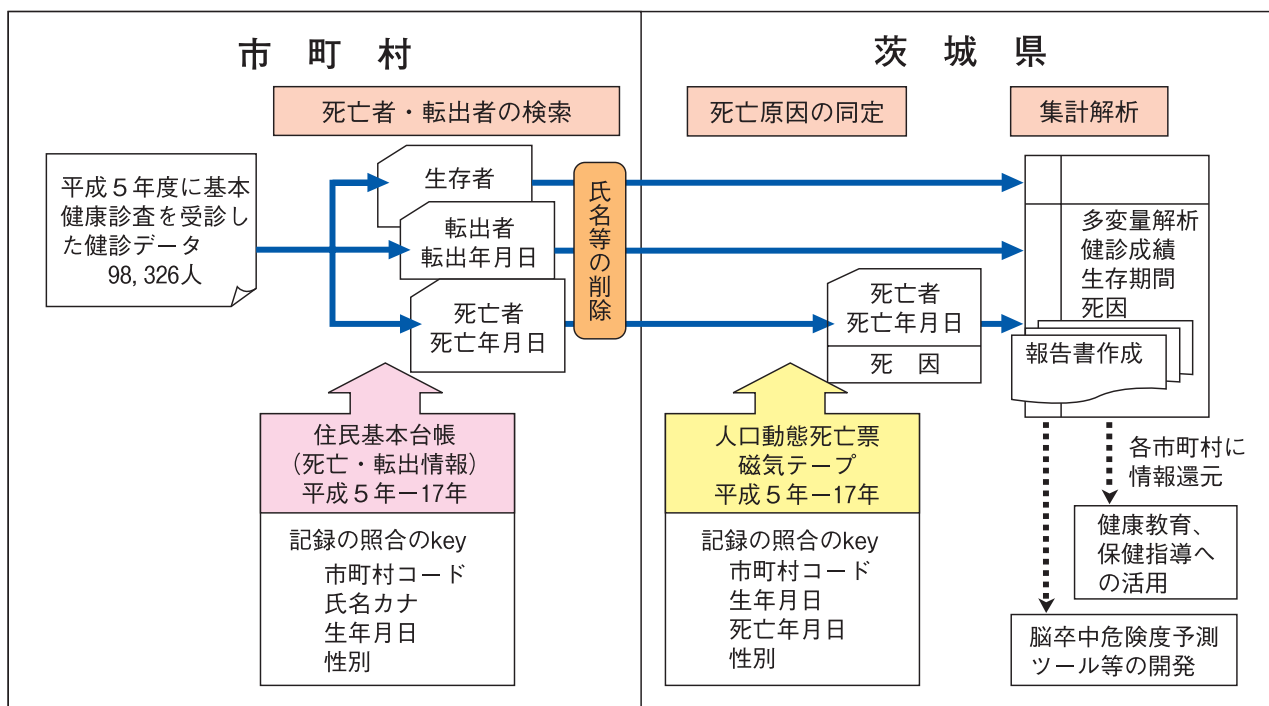 市町村
死亡者・転出者の検索
平成５年度に基本
健康診査を受診し
た健診データ
98,326人
生存者
転出者
転出年月日
死亡者
死亡年月日
氏名等の削除
住民基本台帳
(死亡・転出情報)
平成５年－17年
記録の照合のkey
市町村コード
氏名カナ
生年月日
性別
茨城県
死亡原因の同定
集計解析
死亡者
死亡年月日
死　因
人口動態死亡票
磁気テープ
平成５年－17年
記録の照合のkey
市町村コード
生年月日
死亡年月日
性別
多変量解析
健診成績
生存期間
死因
報告書作成
各市町村に
情報還元
健康教育、
保健指導へ
の活用
脳卒中危険度予測
ツール等の開発